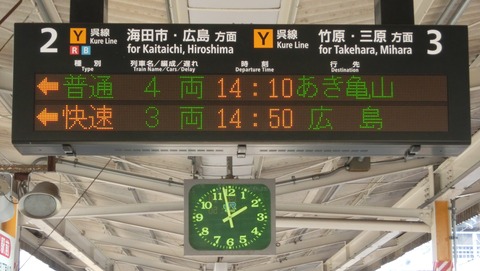 2 Y 呉線 Kure Line R B 海田市・広島 方面 for Kaitaichi, Hiroshima
Y 呉線 Kure Line 竹原・三原 方面 for Takehara, Mihara 3
種別 列車名/編成/遅れ 時刻 行先
Type Train Name/Cars/Delay Departure Time Destination
← 普通 4両 14:10 あき亀山
← 快速 3両 14:50 広島
12 1 2 3 4 5 6 7 8 9 10 11